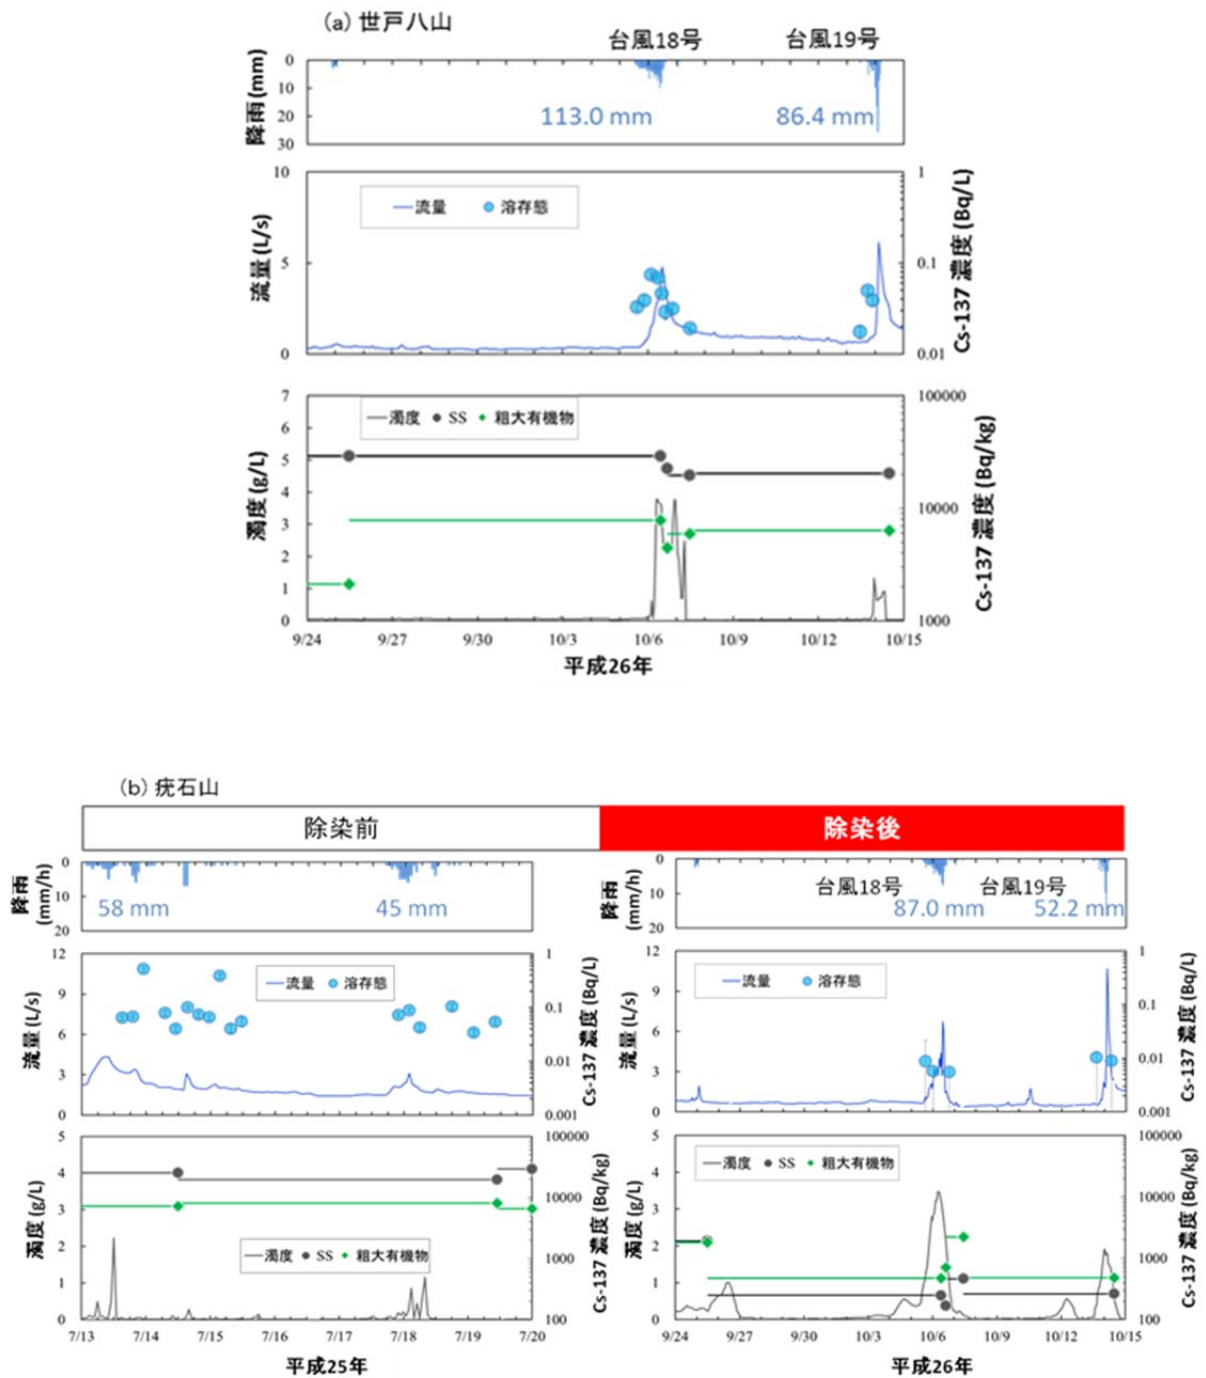 (a) 世戸八山
台風18号
台風19号
降雨 (mm)
0
10
20
30
113.0 mm
86.4 mm
流量 (L/s)
10
5
0
流量
溶存態
1
0.1
0.01
Cs-137 濃度 (Bq/L)
濁度 (g/L)
7
6
5
4
3
2
1
0
濁度
SS
粗大有機物
100000
10000
1000
Cs-137 濃度 (Bq/kg)
9/24
9/27
9/30
10/3
10/6
10/9
10/12
10/15
平成26年
(b) 疣石山
除染前
除染後
降雨
(mm/h)
0
10
20
58 mm
45 mm
降雨
(mm/h)
0
10
20
台風18号
台風19号
87.0 mm
52.2 mm
流量 (L/s)
12
9
6
3
0
流量
溶存態
1
0.1
0.01
0.001
Cs-137 濃度 (Bq/L)
流量 (L/s)
12
9
6
3
0
流量
溶存態
1
0.1
0.01
0.001
Cs-137 濃度 (Bq/L)
濁度 (g/L)
5
4
3
2
1
0
濁度
SS
粗大有機物
100000
10000
1000
100
Cs-137 濃度 (Bq/kg)
7/13
7/14
7/15
7/16
7/17
7/18
7/19
7/20
平成25年
濁度 (g/L)
5
4
3
2
1
0
濁度
SS
粗大有機物
100000
10000
1000
100
Cs-137 濃度 (Bq/kg)
9/24
9/27
9/30
10/3
10/6
10/9
10/12
10/15
平成26年